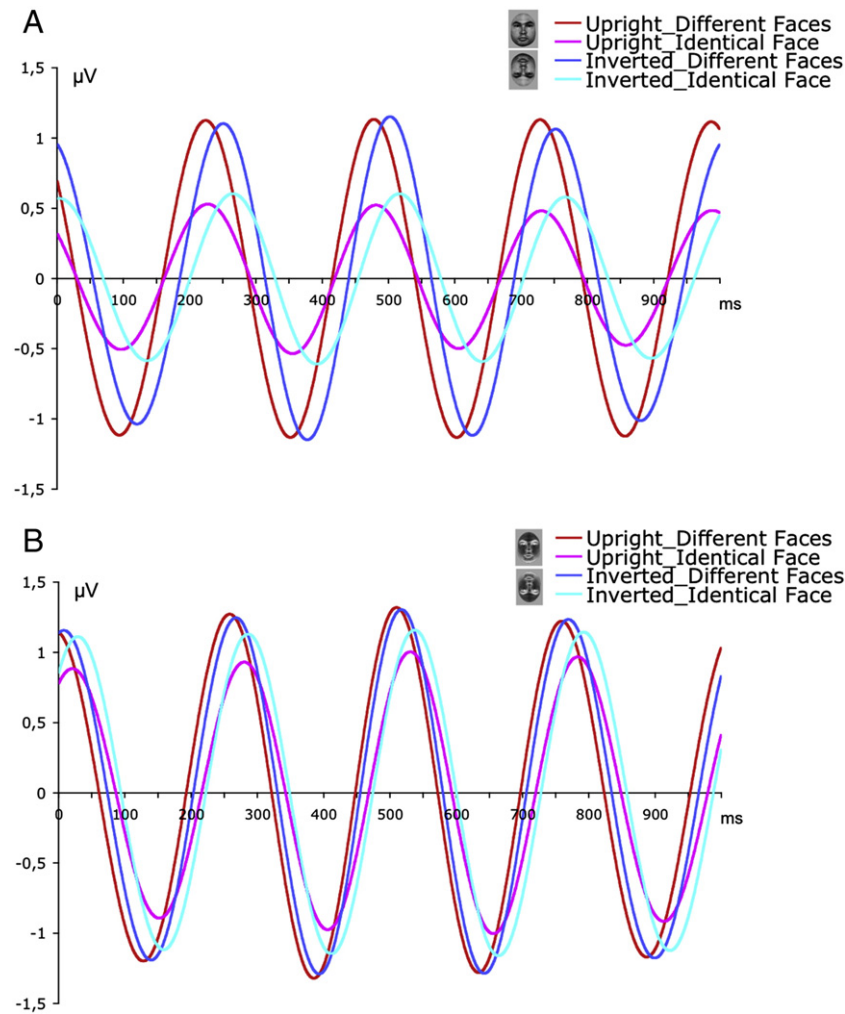 A
Upright_Different Faces
Upright_Identical Face
Inverted_Different Faces
Inverted_Identical Face
1,5
µV
1
0,5
0
0 100 200 300 400 500 600 700 800 900
ms
-0,5
-1
-1,5
B
Upright_Different Faces
Upright_Identical Face
Inverted_Different Faces
Inverted_Identical Face
1,5
µV
1
0,5
0
0 100 200 300 400 500 600 700 800 900
ms
-0,5
-1
-1,5